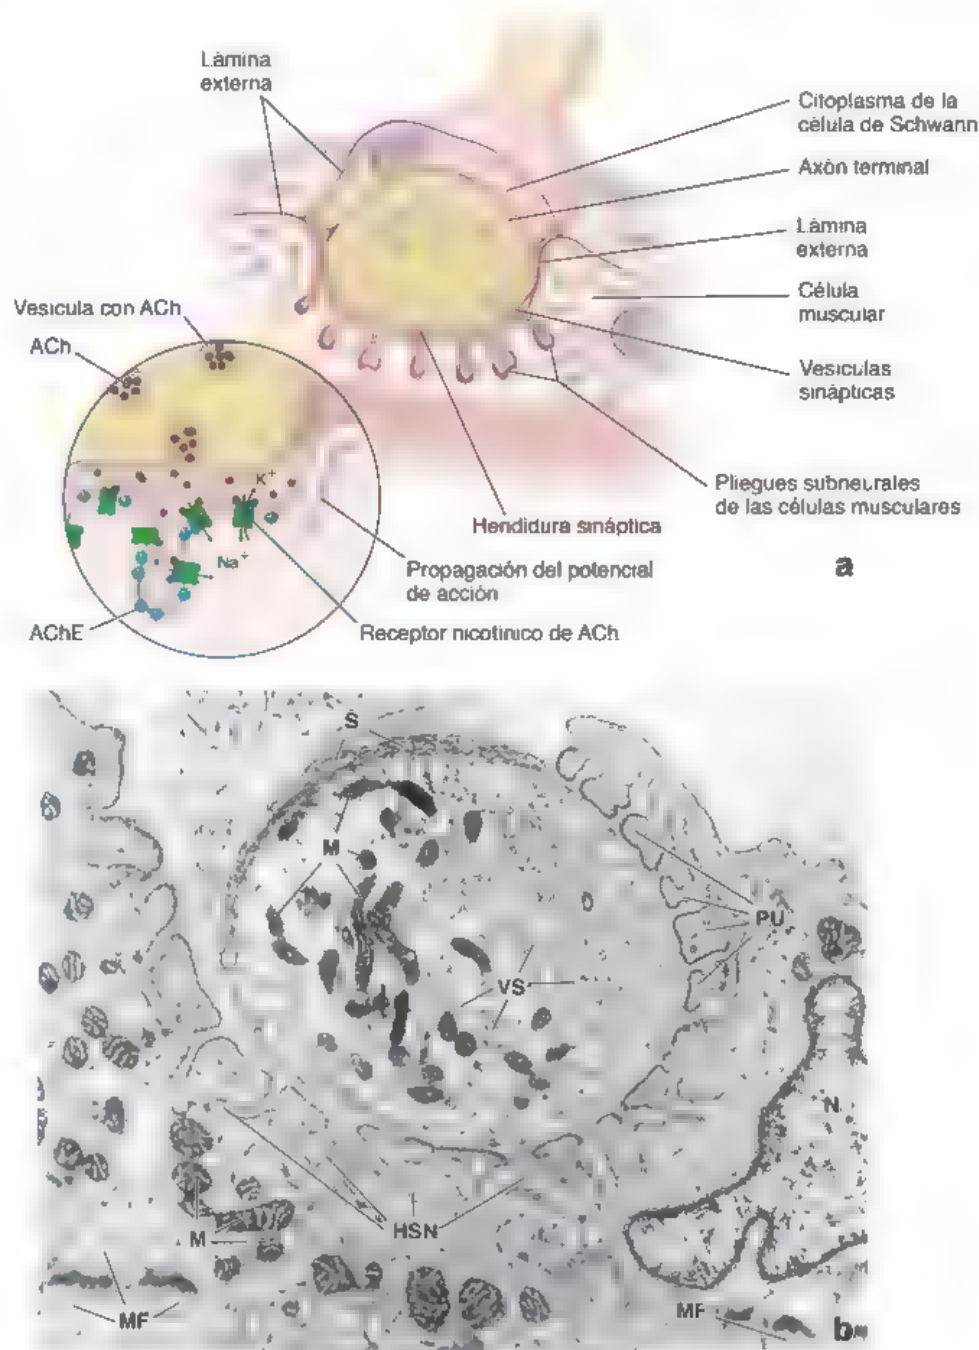 Lámina
externa
Citoplasma de la
célula de Schwann
Axón terminal
Lámina
externa
Célula
muscular
Vesículas
sinápticas
Pliegues subneurales
de las células musculares
Vesícula con ACh
ACh
K+
Na+
AChE
Hendidura sináptica
Propagación del potencial
de acción
Receptor nicotínico de ACh
a
S
M
PU
VS
N
HSN
M
MF
MF
b